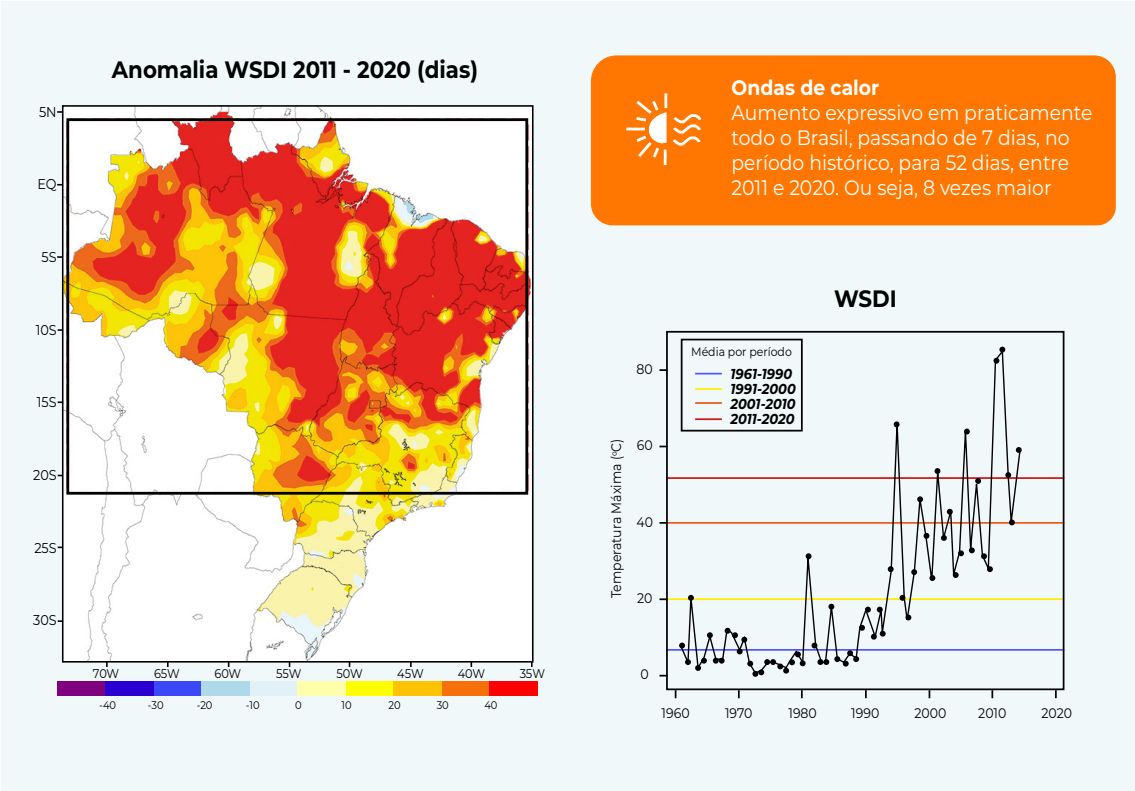 Anomalia WSDI 2011 - 2020 (dias)
5N
EQ
5S
10S
15S
20S
25S
30S
70W 65W 60W 55W 50W 45W 40W 35W
-40 -30 -20 -10 0 10 20 30 40
Ondas de calor
Aumento expressivo em praticamente
todo o Brasil, passando de 7 dias, no
período histórico, para 52 dias, entre
2011 e 2020. Ou seja, 8 vezes maior
WSDI
Média por período
1961-1990
1991-2000
2001-2010
2011-2020
Temperatura Máxima (ºC)
80
60
40
20
0
1960 1970 1980 1990 2000 2010 2020